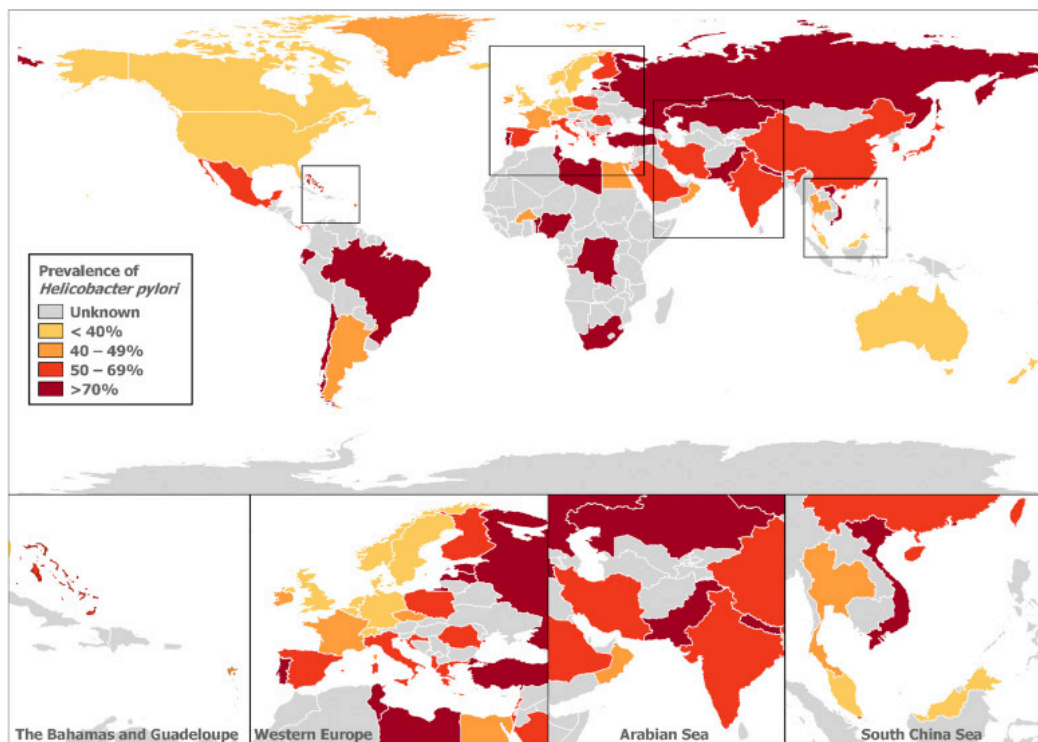 Prevalence of
Helicobacter pylori
Unknown
< 40%
40 – 49%
50 – 69%
>70%
The Bahamas and Guadeloupe
Western Europe
Arabian Sea
South China Sea